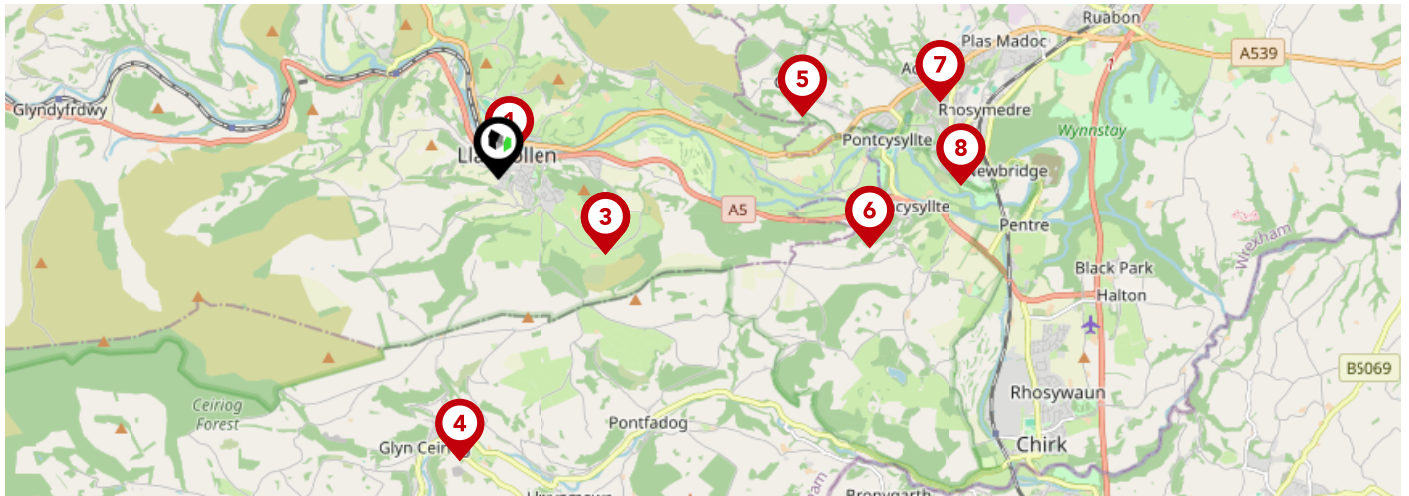 Ruabon
Plas Madoc
A539
7
5
Glyndyfrdwy
Rhosymedre
Wynnstay
Pontcysyllte
8
Newbridge
3
A5
6
cysyllte
Pentre
Wrexham
Black Park
Halton
B5069
Rhosywaun
Ceiriog
Forest
4
Pontfadog
Glyn Ceiriog
Chirk